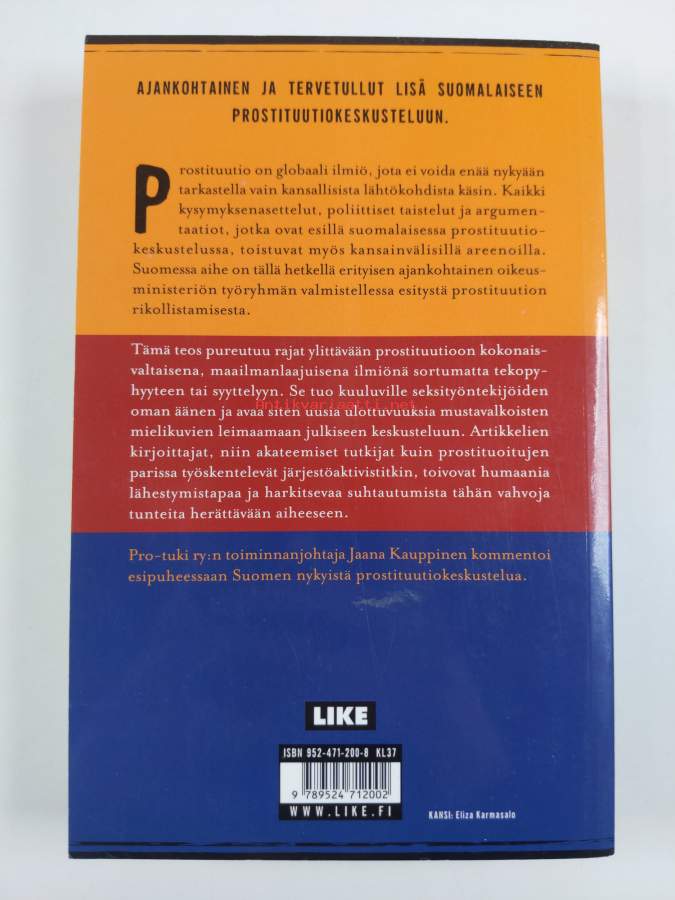 AJANKOHTAINEN JA TERVETULLUT LISÄ SUOMALAISEEN
PROSTITUUTIOKESKUSTELUUN.
Prostituutio on globaali ilmiö, jota ei voida enää nykyään
tarkastella vain kansallisista lähtökohdista käsin. Kaikki
kysymyksenasettelut, poliittiset taistelut ja argumen-
taatiot, jotka ovat esillä suomalaisessa prostituutio-
keskustelussa, toistuvat myös kansainvälisillä areenoilla.
Suomessa aihe on tällä hetkellä erityisen ajankohtainen oikeus-
ministeriön työryhmän valmistellessa esitystä prostituution
rikollistamisesta.
Tämä teos pureutuu rajat ylittävään prostituutioon kokonais-
valtaisena, maailmanlaajuisena ilmiönä sortumatta tekopy-
hyyteen tai syyttelyyn. Se tuo kuuluville seksityöntekijöiden
Antikvariaatti.net
oman äänen ja avaa siten uusia ulottuvuuksia mustavalkoisten
mielikuvien leimaamaan julkiseen keskusteluun. Artikkelien
kirjoittajat, niin akateemiset tutkijat kuin prostituoitujen
parissa työskentelevät järjestöaktivistitkin, toivovat humaania
lähestymistapaa ja harkitsevaa suhtautumista tähän vahvoja
tunteita herättävään aiheeseen.
Pro-tuki ry:n toiminnanjohtaja Jaana Kauppinen kommentoi
esipuheessaan Suomen nykyistä prostituutiokeskustelua.
LIKE
ISBN 952-471-200-8 KL37
9 789524 712002
WWW.LIKE.FI
KANSI: Eliza Karmasalo